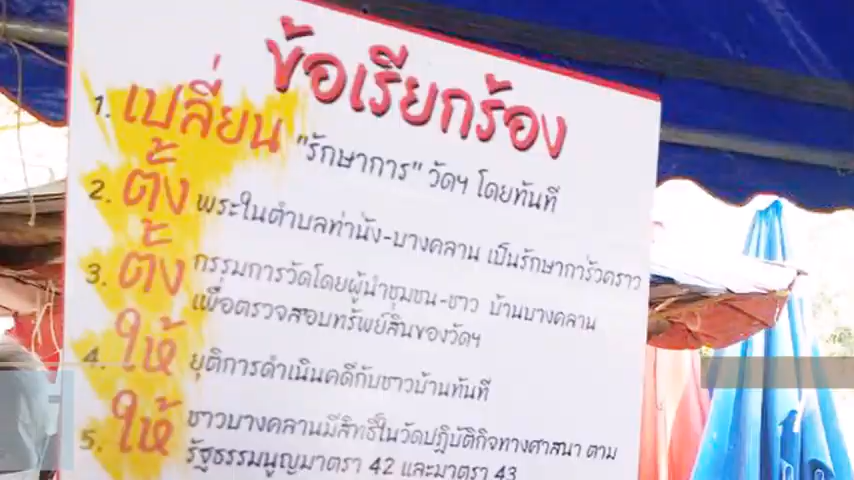 ข้อเรียกร้อง
1. เปลี่ยน "รักษาการ" วัดฯ โดยทันที
2. ตั้ง พระในตำบลท่านั่ง-บางคลาน เป็นรักษาการชั่วคราว
3. ตั้ง กรรมการวัดโดยผู้นำชุมชน-ชาว บ้านบางคลาน
เพื่อตรวจสอบทรัพย์สินของวัดฯ
4. ให้ ยุติการดำเนินคดีกับชาวบ้านทันที
5. ให้ ชาวบางคลานมีสิทธิ์ในวัดปฏิบัติกิจทางศาสนา ตาม
รัฐธรรมนูญมาตรา 42 และมาตรา 43